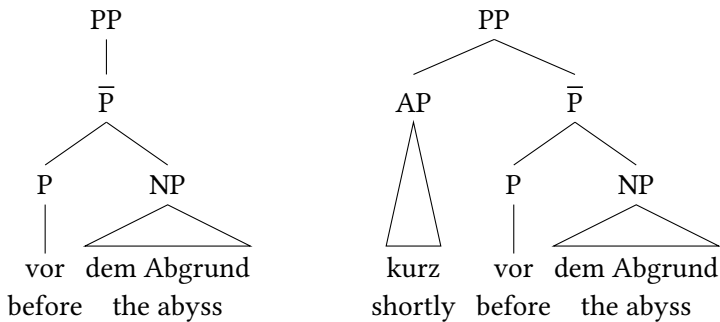 PP PP
P̅ AP P̅
P NP P NP
vor dem Abgrund kurz vor dem Abgrund
before the abyss shortly before the abyss